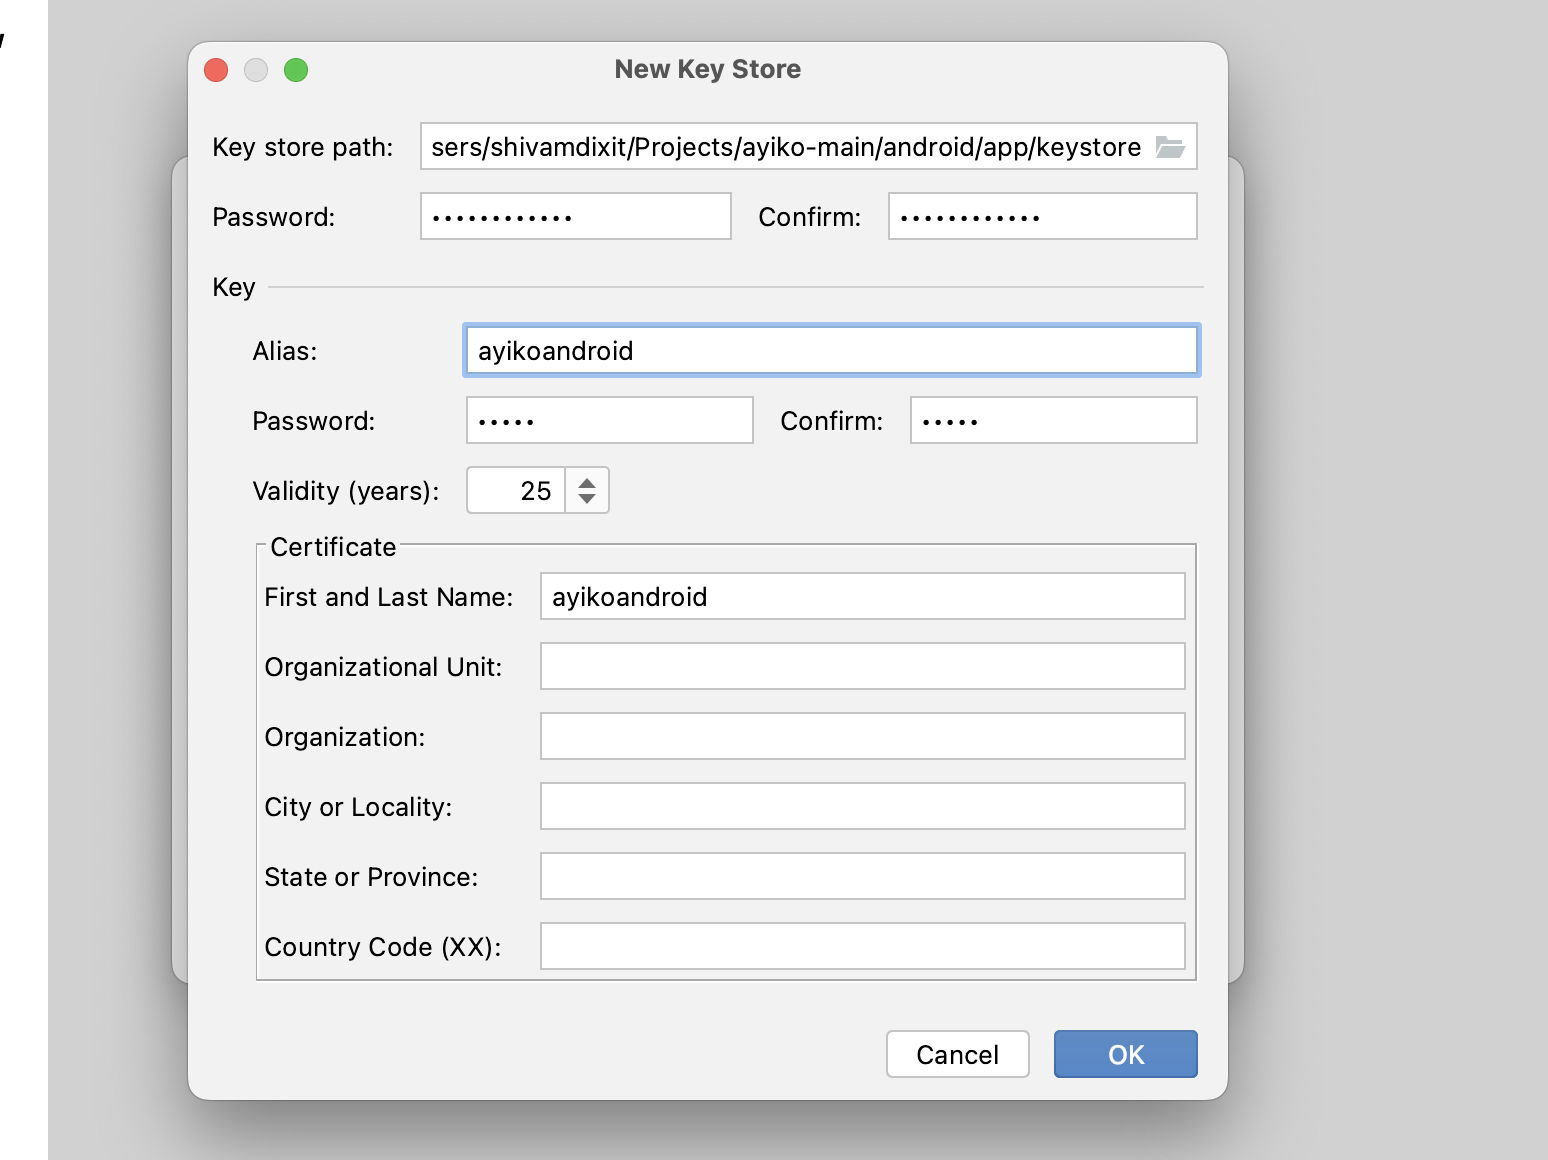 New Key Store
Key store path: sers/shivamdixit/Projects/ayiko-main/android/app/keystore
Password: •••••••••••• Confirm: ••••••••••••
Key
Alias: ayikoandroid
Password: ••••• Confirm: •••••
Validity (years): 25
Certificate
First and Last Name: ayikoandroid
Organizational Unit:
Organization:
City or Locality:
State or Province:
Country Code (XX):
Cancel OK